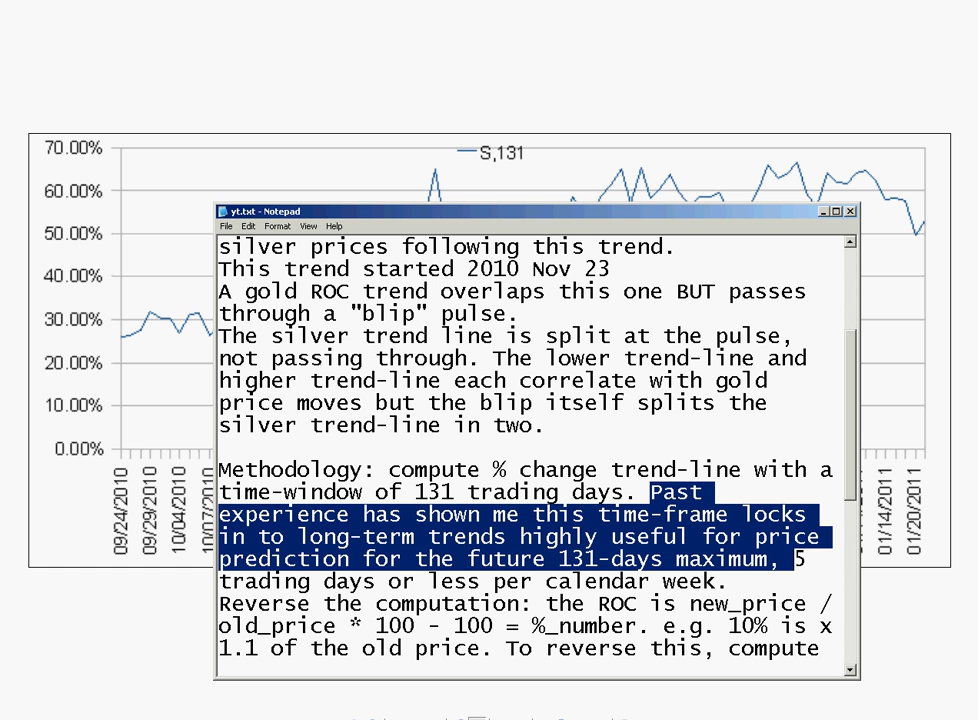 70.00%
S,131
60.00%
50.00%
40.00%
30.00%
20.00%
10.00%
0.00%
09/24/2010
09/29/2010
10/04/2010
10/07/2010
01/14/2011
01/20/2011
yt.txt - Notepad
File Edit Format View Help
silver prices following this trend.
This trend started 2010 Nov 23
A gold ROC trend overlaps this one BUT passes
through a "blip" pulse.
The silver trend line is split at the pulse,
not passing through. The lower trend-line and
higher trend-line each correlate with gold
price moves but the blip itself splits the
silver trend-line in two.
Methodology: compute % change trend-line with a
time-window of 131 trading days. Past
experience has shown me this time-frame locks
in to long-term trends highly useful for price
prediction for the future 131-days maximum, 5
trading days or less per calendar week.
Reverse the computation: the ROC is new_price /
old_price * 100 - 100 = %_number. e.g. 10% is x
1.1 of the old price. To reverse this, compute